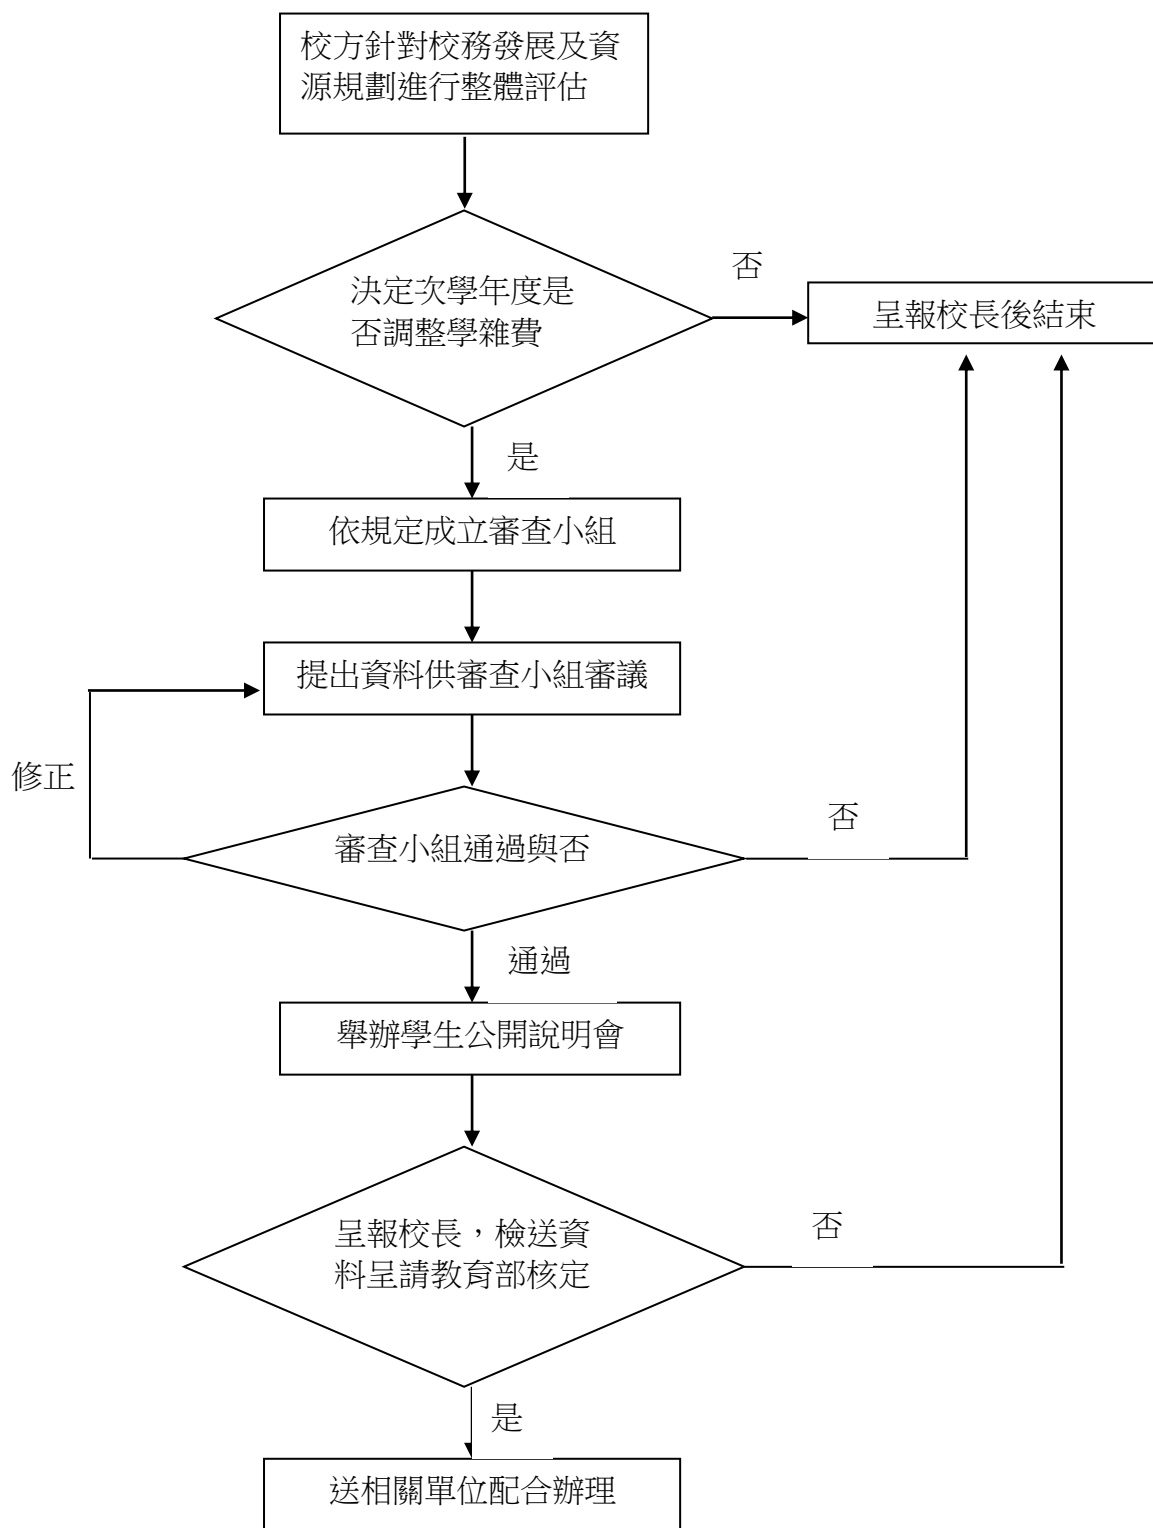 校方針對校務發展及資
源規劃進行整體評估
決定次學年度是
否調整學雜費
否
呈報校長後結束
是
依規定成立審查小組
提出資料供審查小組審議
修正
審查小組通過與否
否
通過
舉辦學生公開說明會
呈報校長，檢送資
料呈請教育部核定
否
是
送相關單位配合辦理